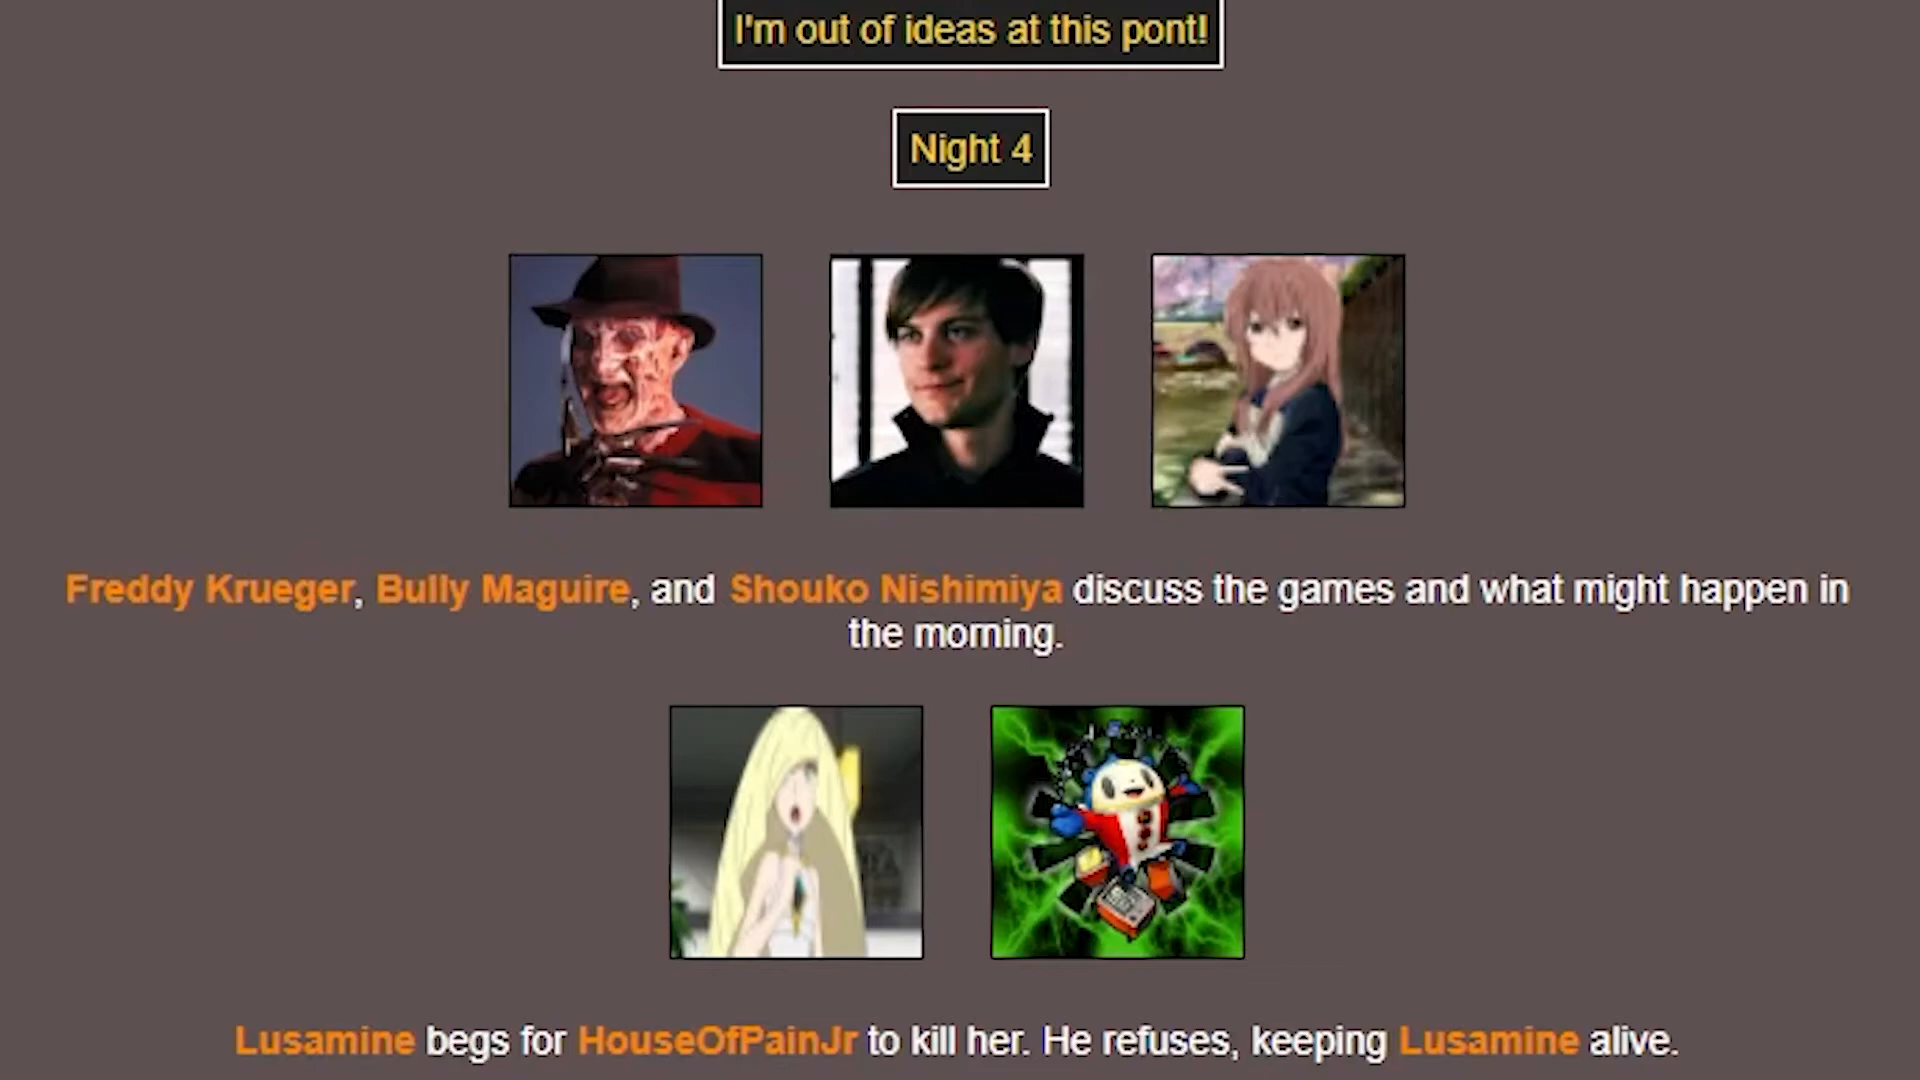 I'm out of ideas at this pont!
Night 4
Freddy Krueger, Bully Maguire, and Shouko Nishimiya discuss the games and what might happen in
the morning.
Lusamine begs for HouseOfPainJr to kill her. He refuses, keeping Lusamine alive.